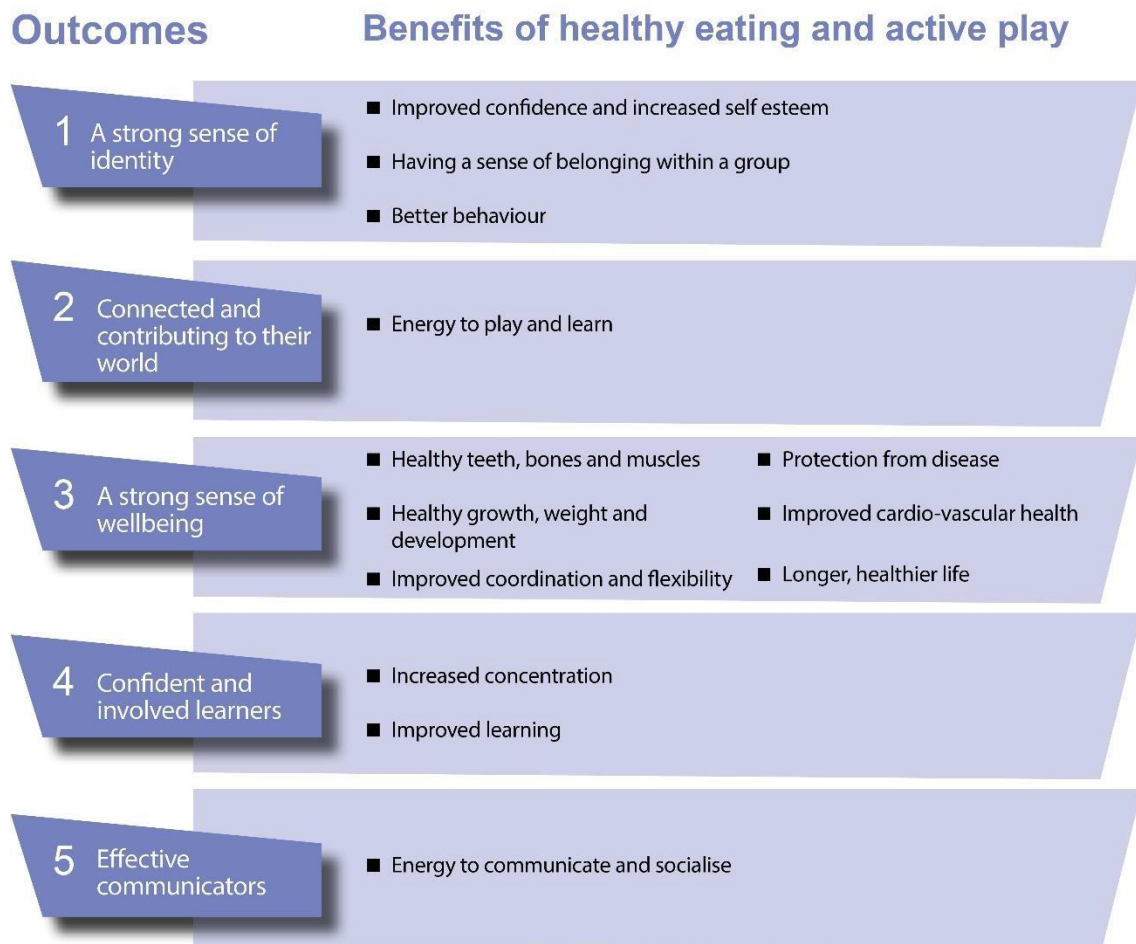 Outcomes
Benefits of healthy eating and active play
1 A strong sense of
identity
■ Improved confidence and increased self esteem
■ Having a sense of belonging within a group
■ Better behaviour
2 Connected and
contributing to their
world
■ Energy to play and learn
3 A strong sense of
wellbeing
■ Healthy teeth, bones and muscles
■ Healthy growth, weight and
development
■ Improved coordination and flexibility
■ Protection from disease
■ Improved cardio-vascular health
■ Longer, healthier life
4 Confident and
involved learners
■ Increased concentration
■ Improved learning
5 Effective
communicators
■ Energy to communicate and socialise